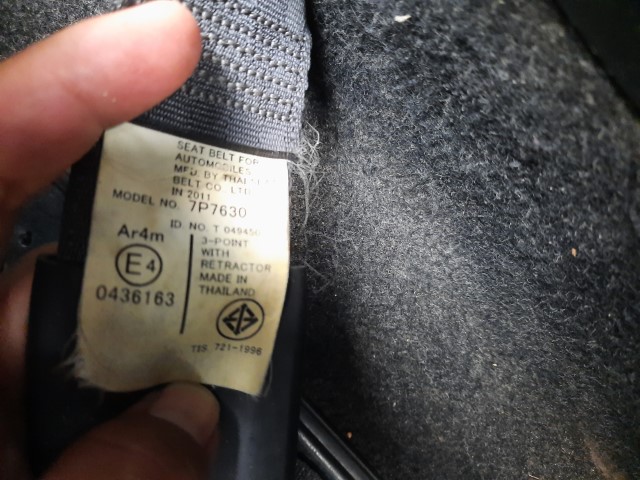 SEAT BELT FOR
AUTOMOBILES
MFD. BY THAI
BELT CO., LTD.
IN 2011
MODEL NO. 7P7630
ID. NO. T 049450
Ar4m
E4
0436163
3-POINT
WITH
RETRACTOR
MADE IN
THAILAND
TIS 721-1996